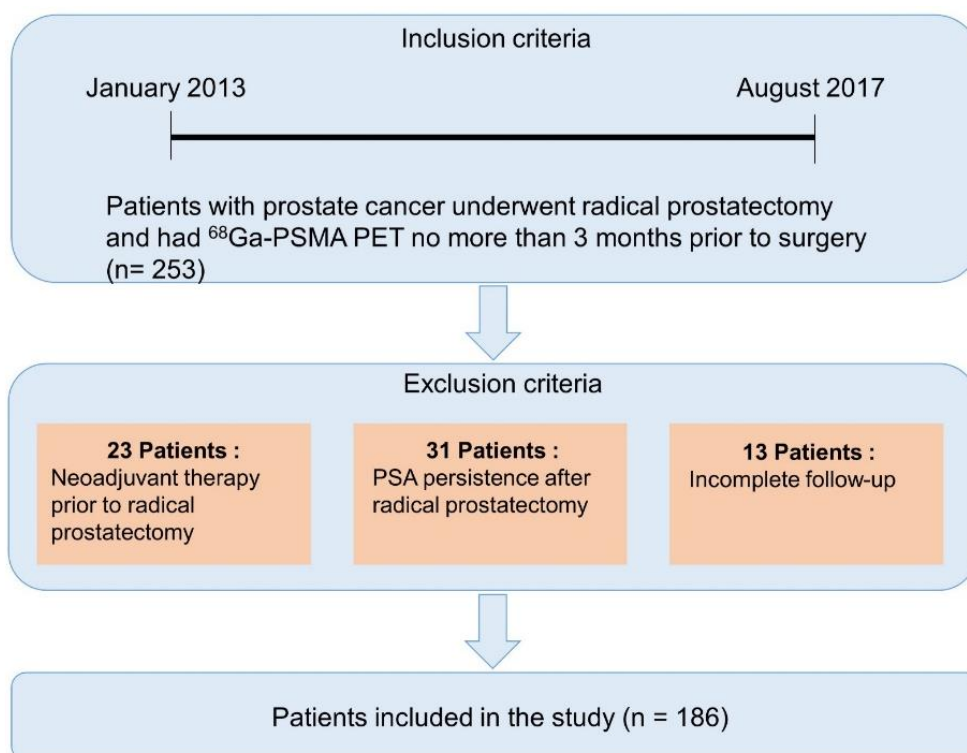 Inclusion criteria
January 2013
August 2017
Patients with prostate cancer underwent radical prostatectomy
and had ⁶⁸Ga-PSMA PET no more than 3 months prior to surgery
(n= 253)
Exclusion criteria
23 Patients :
Neoadjuvant therapy
prior to radical
prostatectomy
31 Patients :
PSA persistence after
radical prostatectomy
13 Patients :
Incomplete follow-up
Patients included in the study (n = 186)